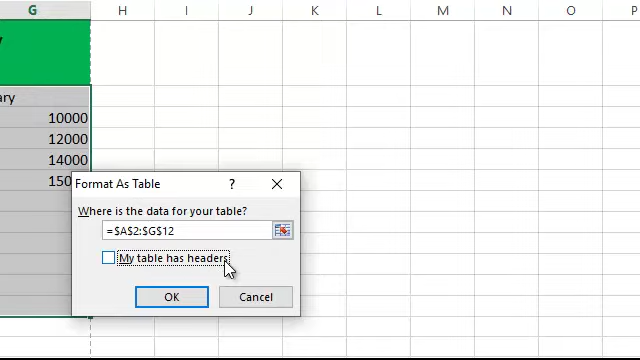 G H I J K L M N O P
y
ary
10000
12000
14000
150
Format As Table ?
Where is the data for your table?
=$A$2:$G$12
My table has headers
OK Cancel